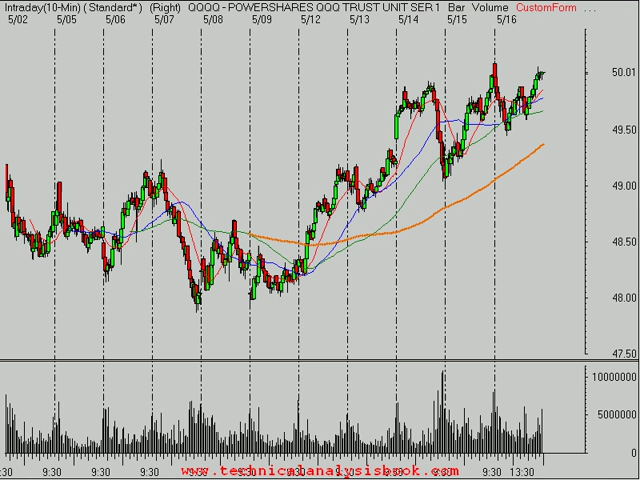 Intraday(10-Min) ( Standard* ) (Right) QQQQ - POWERSHARES QQQ TRUST UNIT SER 1 Bar Volume CustomForm ...
5/02 5/05 5/06 5/07 5/08 5/09 5/12 5/13 5/14 5/15 5/16
50.01
49.50
49.00
48.50
48.00
47.50
10000000
5000000
0
:30 9:30 9:30 9:30 9:30 13:30
www.technicalanalysisbook.com